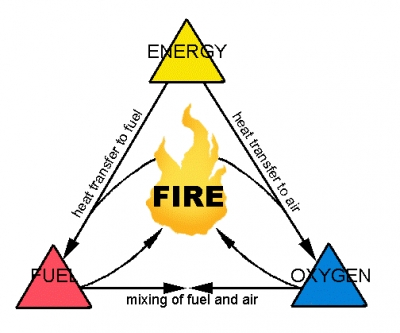 ENERGY
heat transfer to fuel
heat transfer to air
FIRE
FUEL
OXYGEN
mixing of fuel and air